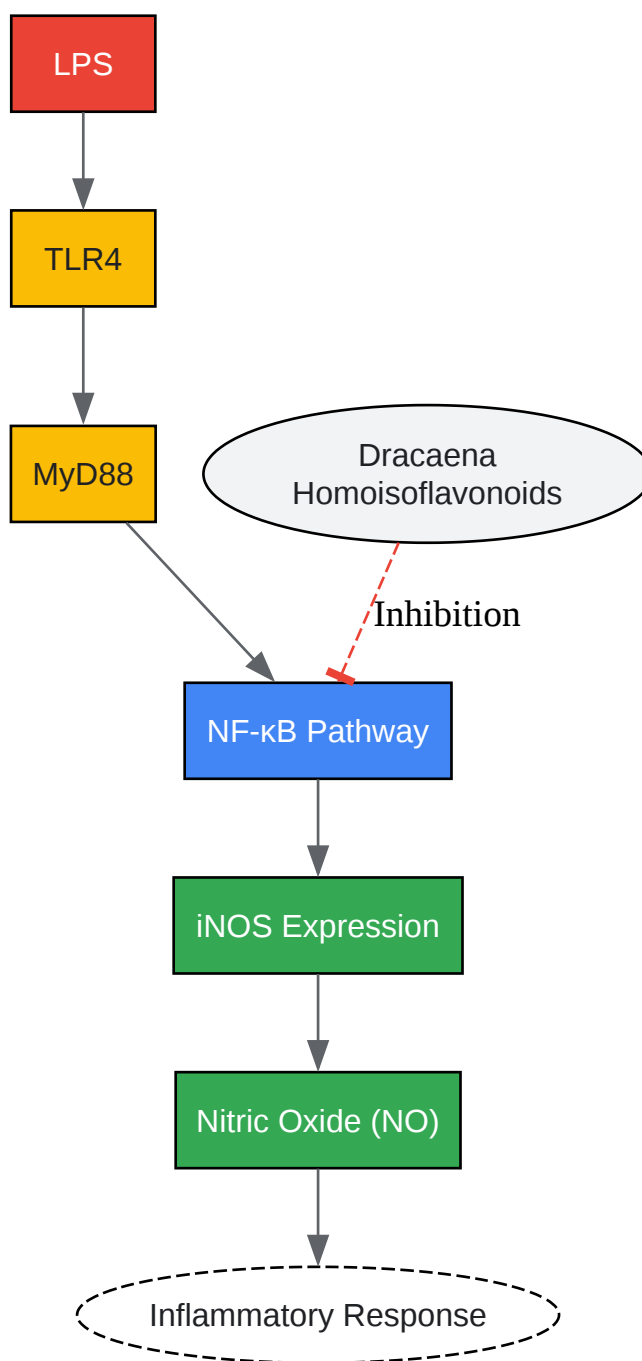 LPS
TLR4
MyD88
Dracaena
Homoisoflavonoids
Inhibition
NF-κB Pathway
iNOS Expression
Nitric Oxide (NO)
Inflammatory Response